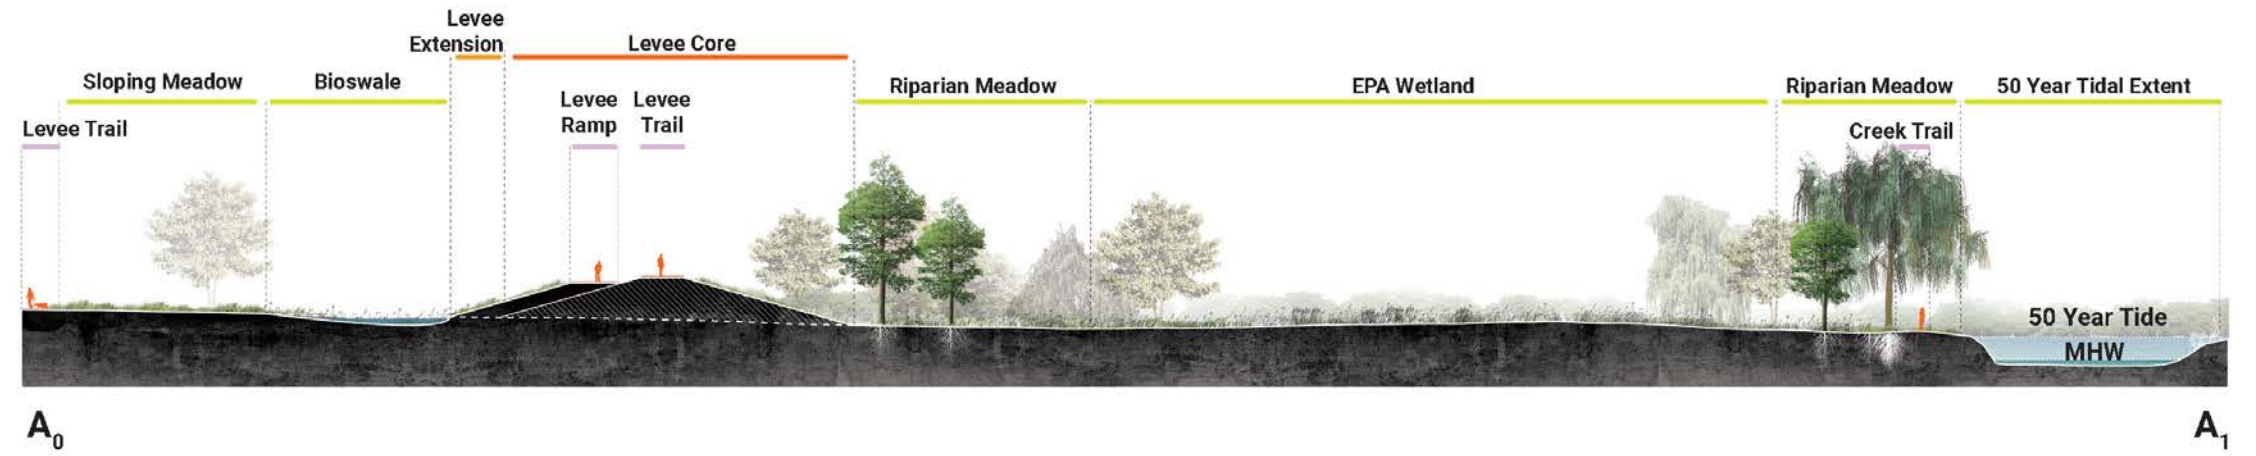 Levee
Extension
Levee Core
Sloping Meadow
Bioswale
Riparian Meadow
EPA Wetland
Riparian Meadow
50 Year Tidal Extent
Levee Trail
Levee
Ramp
Levee
Trail
Creek Trail
50 Year Tide
MHW
A0
A1